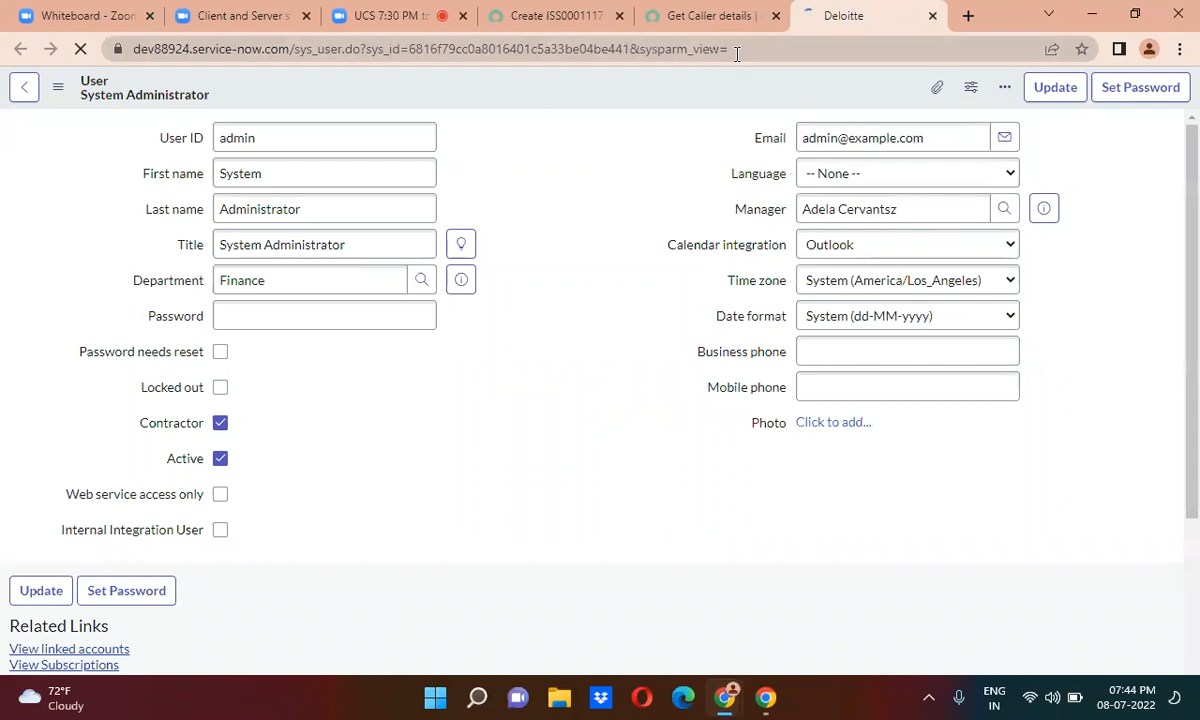 Whiteboard - Zoon
Client and Server s
UCS 7:30 PM to
Create ISS0001117
Get Caller details |
Deloitte
dev88924.service-now.com/sys_user.do?sys_id=6816f79cc0a8016401c5a33be04be441&sysparm_view=
User
System Administrator
Update
Set Password
User ID admin
Email admin@example.com
First name System
Language -- None --
Last name Administrator
Manager Adela Cervantsz
Title System Administrator
Calendar integration Outlook
Department Finance
Time zone System (America/Los_Angeles)
Password
Date format System (dd-MM-yyyy)
Password needs reset
Business phone
Locked out
Mobile phone
Contractor
Photo Click to add...
Active
Web service access only
Internal Integration User
Update
Set Password
Related Links
View linked accounts
View Subscriptions
72°F
Cloudy
ENG
IN
07:44 PM
08-07-2022